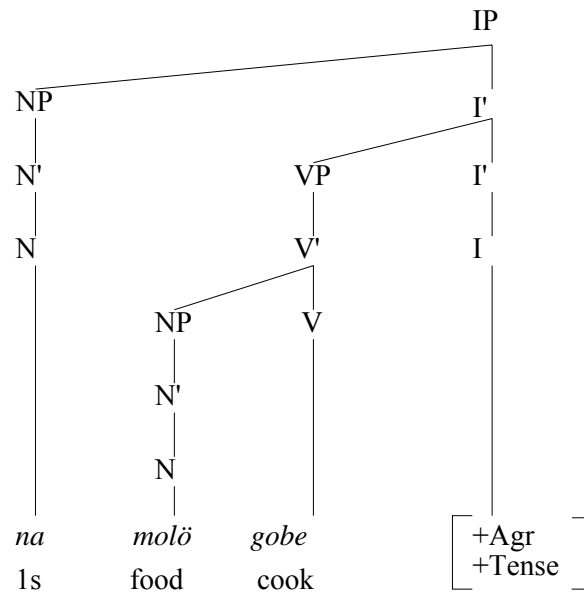 IP
NP I'
N' VP I'
N V' I
NP V
N'
N
na molö gobe +Agr
+Tense
1s food cook